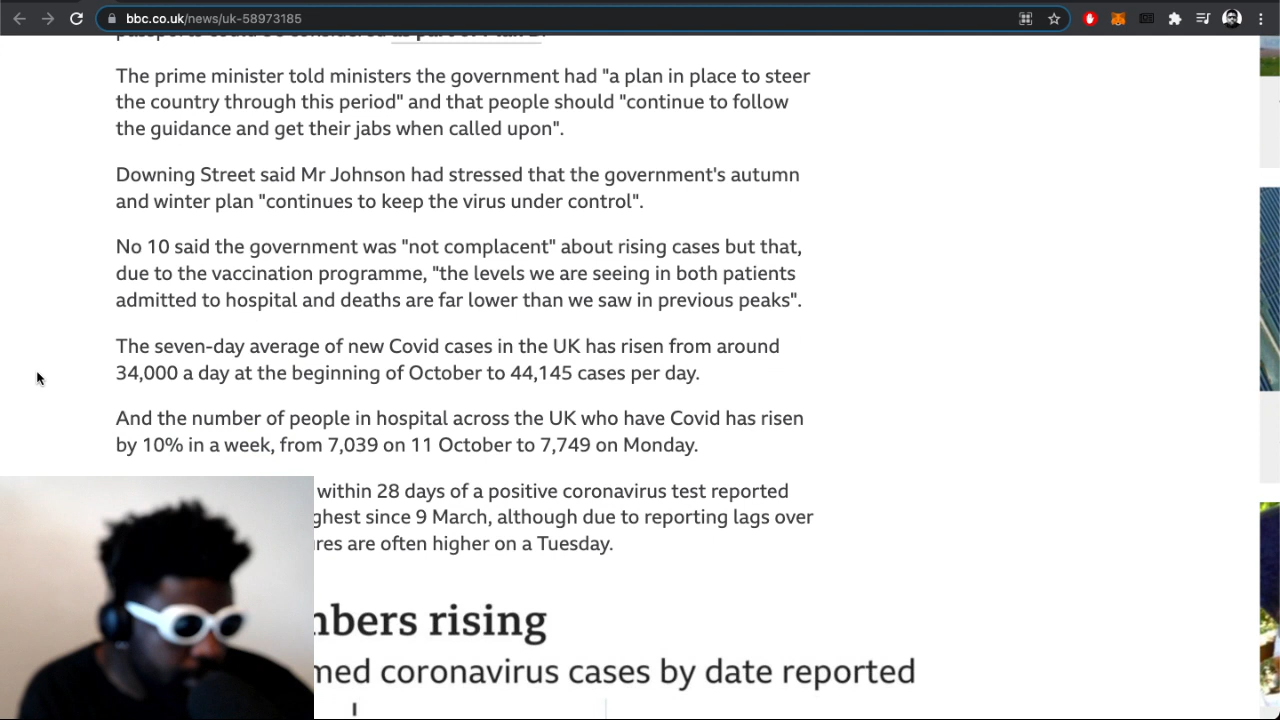 bbc.co.uk/news/uk-58973185
The prime minister told ministers the government had "a plan in place to steer
the country through this period" and that people should "continue to follow
the guidance and get their jabs when called upon".
Downing Street said Mr Johnson had stressed that the government's autumn
and winter plan "continues to keep the virus under control".
No 10 said the government was "not complacent" about rising cases but that,
due to the vaccination programme, "the levels we are seeing in both patients
admitted to hospital and deaths are far lower than we saw in previous peaks".
The seven-day average of new Covid cases in the UK has risen from around
34,000 a day at the beginning of October to 44,145 cases per day.
And the number of people in hospital across the UK who have Covid has risen
by 10% in a week, from 7,039 on 11 October to 7,749 on Monday.
within 28 days of a positive coronavirus test reported
ghest since 9 March, although due to reporting lags over
res are often higher on a Tuesday.
nbers rising
med coronavirus cases by date reported